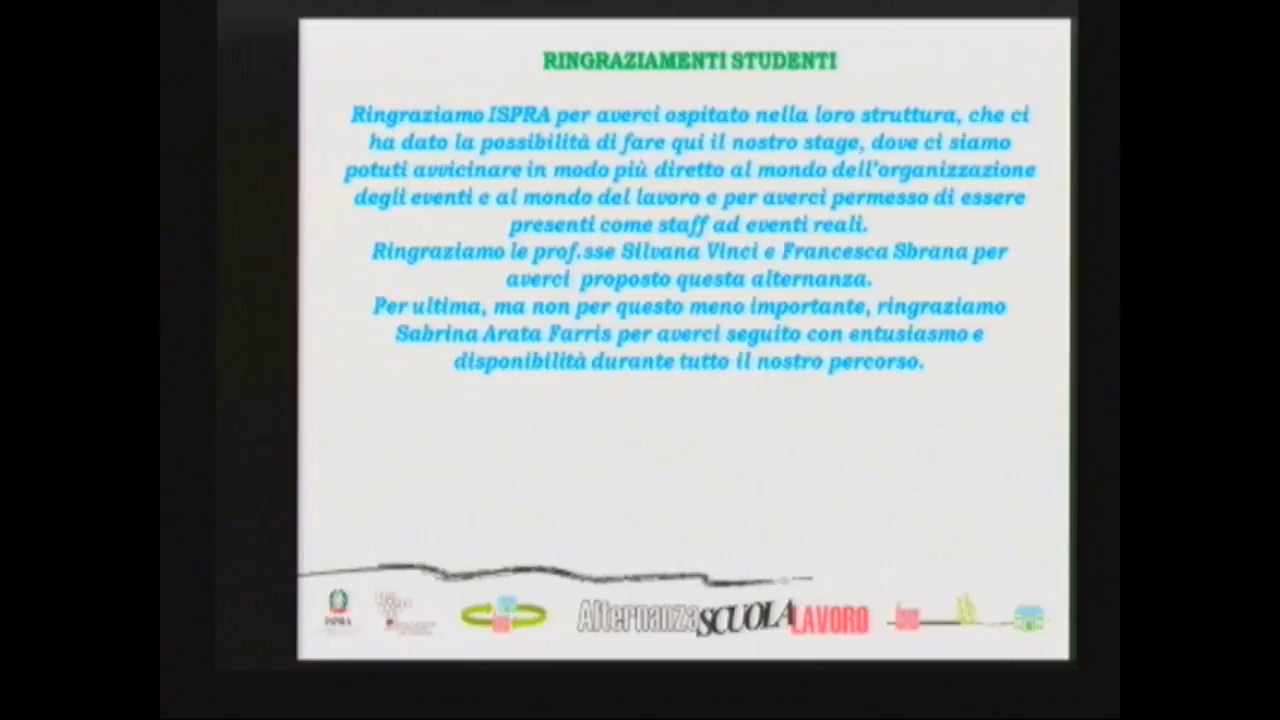 RINGRAZIAMENTI STUDENTI
Ringraziamo ISPRA per averci ospitato nella loro struttura, che ci
ha dato la possibilità di fare qui il nostro stage, dove ci siamo
potuti avvicinare in modo più diretto al mondo dell'organizzazione
degli eventi e al mondo del lavoro e per averci permesso di essere
presenti come staff ad eventi reali.
Ringraziamo le prof.sse Silvana Vinci e Francesca Sbrana per
averci proposto questa alternanza.
Per ultima, ma non per questo meno importante, ringraziamo
Sabrina Arata Farris per averci seguito con entusiasmo e
disponibilità durante tutto il nostro percorso.
ISPRA
AlternanzaSCUOLALAVORO